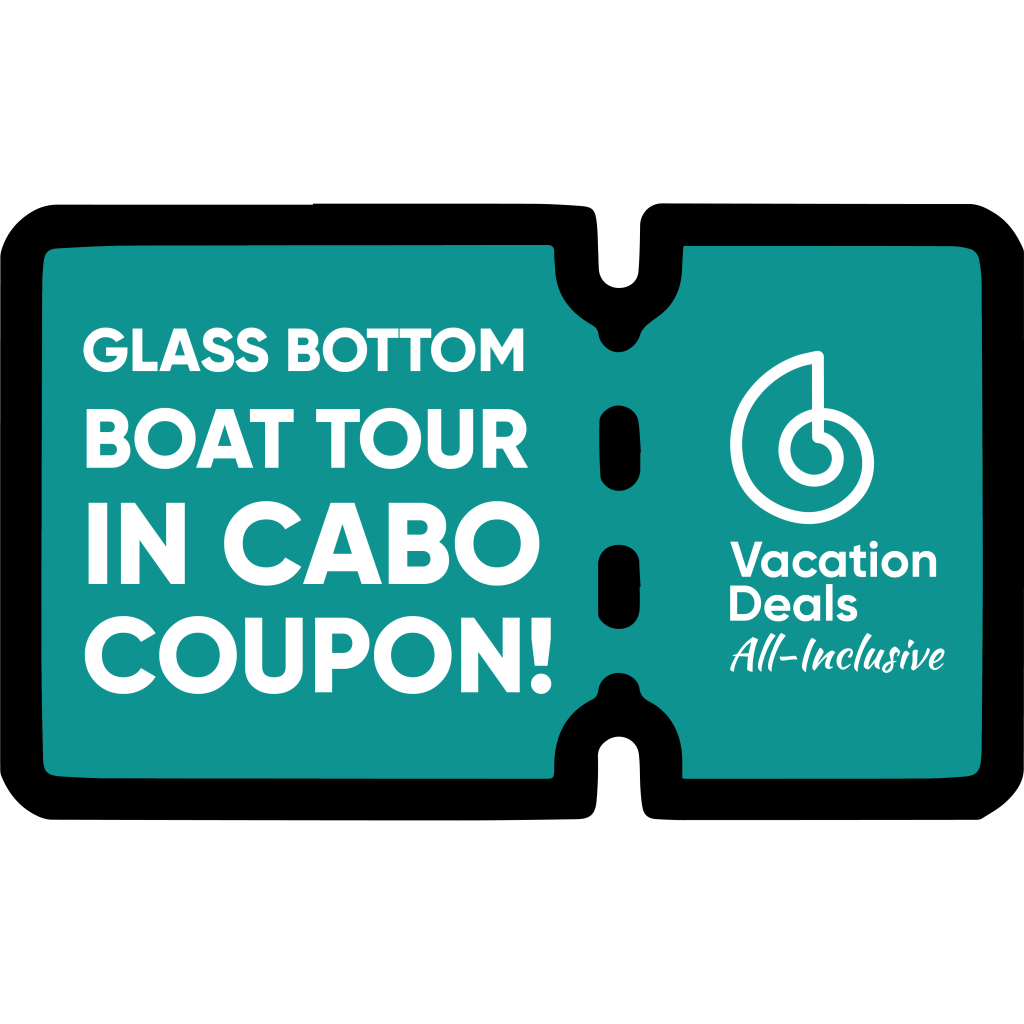 GLASS BOTTOM
BOAT TOUR
IN CABO
COUPON!
Vacation
Deals
All-Inclusive